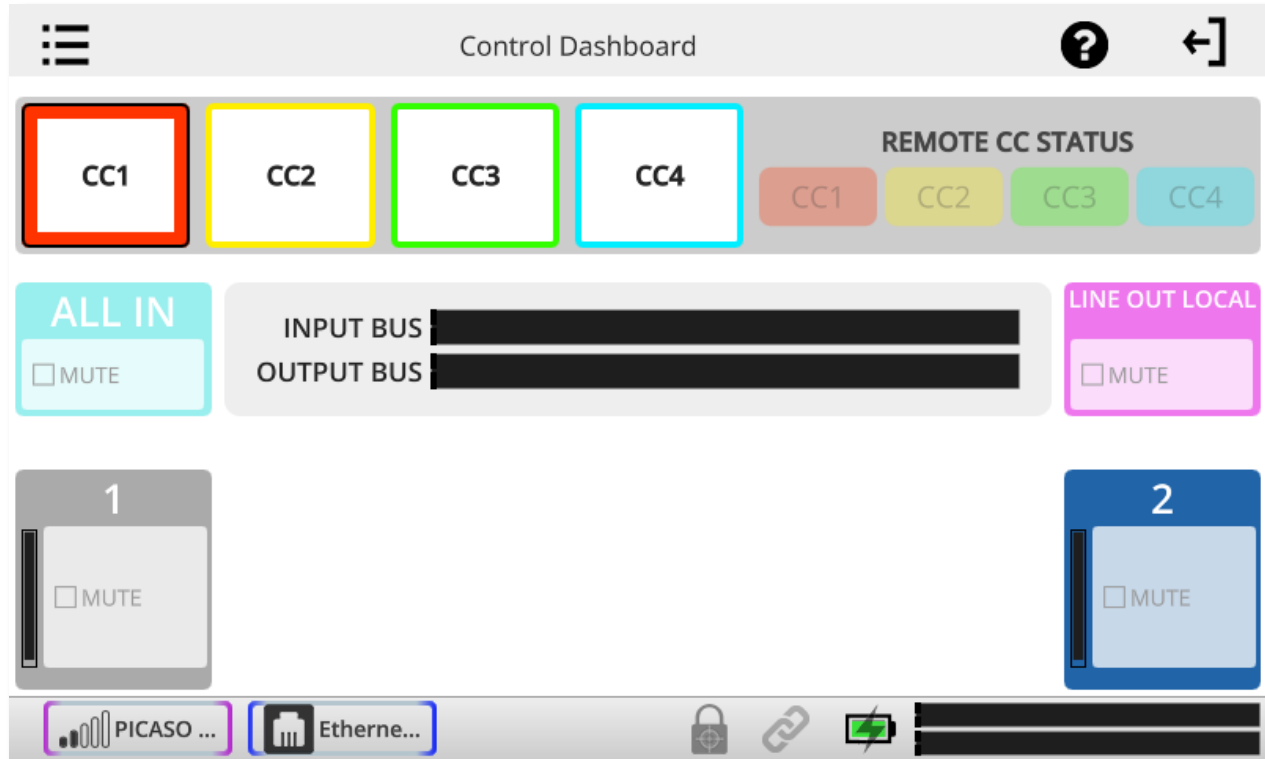 Control Dashboard
REMOTE CC STATUS
CC1 CC2 CC3 CC4
CC1 CC2 CC3 CC4
ALL IN
MUTE
INPUT BUS
OUTPUT BUS
LINE OUT LOCAL
MUTE
1
MUTE
2
MUTE
PICASO ...
Etherne...